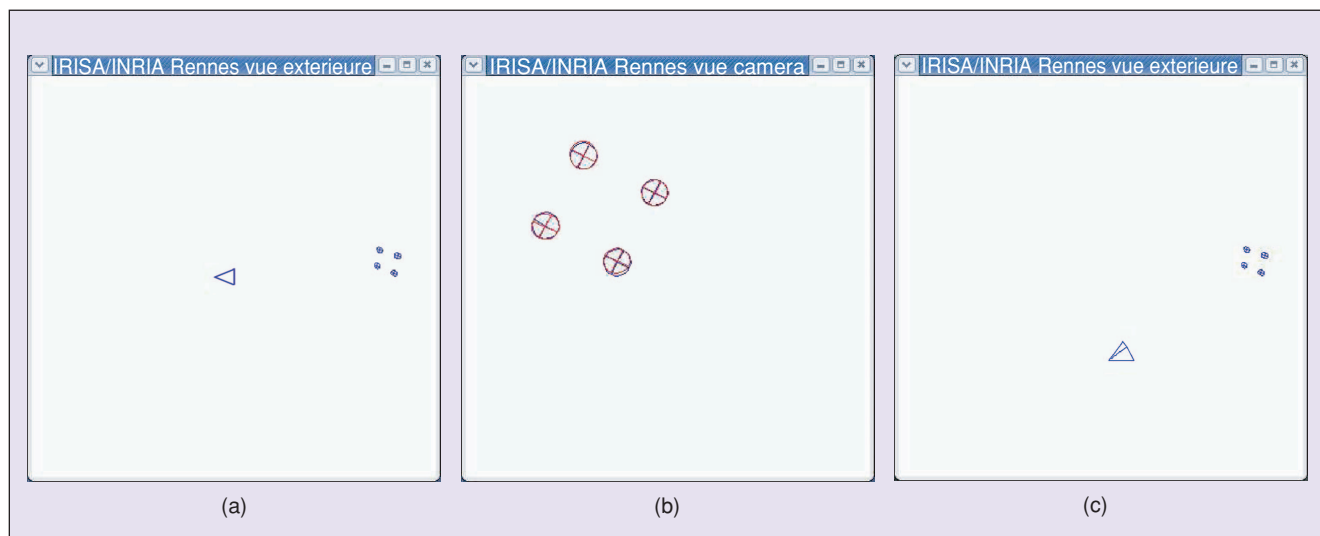 IRISA/INRIA Rennes vue exterieure
IRISA/INRIA Rennes vue camera
IRISA/INRIA Rennes vue exterieure
(a)
(b)
(c)